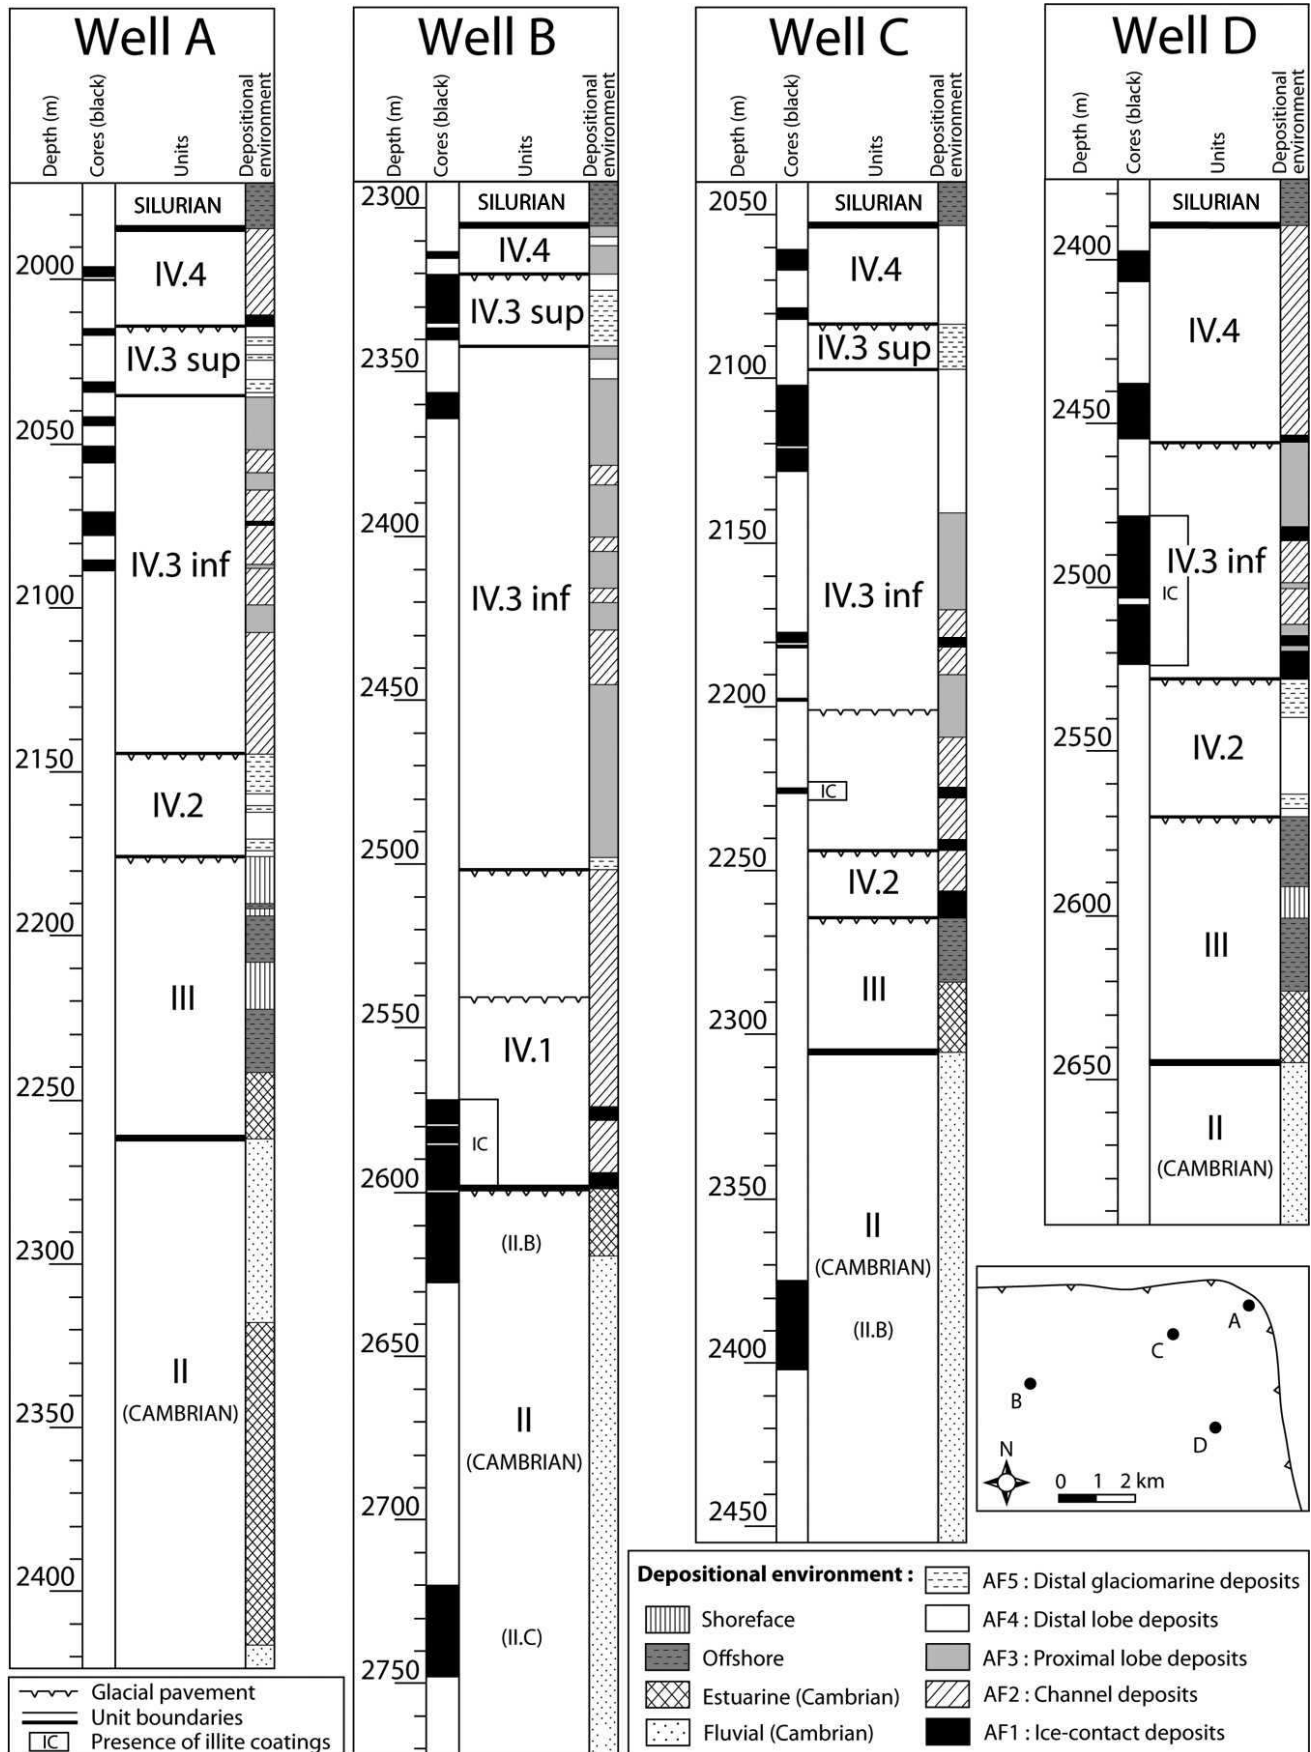 Well A
Depth (m)
Cores (black)
Units
Depositional environment
SILURIAN
2000
IV.4
IV.3 sup
2050
IV.3 inf
2100
2150
IV.2
2200
III
2250
2300
II
2350
(CAMBRIAN)
2400
Glacial pavement
Unit boundaries
IC Presence of illite coatings
Well B
Depth (m)
Cores (black)
Units
Depositional environment
2300
SILURIAN
IV.4
IV.3 sup
2350
2400
IV.3 inf
2450
2500
2550
IV.1
IC
2600
(II.B)
2650
II
(CAMBRIAN)
2700
(II.C)
2750
Well C
Depth (m)
Cores (black)
Units
Depositional environment
2050
SILURIAN
IV.4
IV.3 sup
2100
2150
IV.3 inf
2200
IC
2250
IV.2
III
2300
2350
II
(CAMBRIAN)
(II.B)
2400
2450
Well D
Depth (m)
Cores (black)
Units
Depositional environment
SILURIAN
2400
IV.4
2450
IV.3 inf
2500
IC
2550
IV.2
2600
III
2650
II
(CAMBRIAN)
A
C
B
D
N
0 1 2 km
Depositional environment :
Shoreface
Offshore
Estuarine (Cambrian)
Fluvial (Cambrian)
AF5 : Distal glaciomarine deposits
AF4 : Distal lobe deposits
AF3 : Proximal lobe deposits
AF2 : Channel deposits
AF1 : Ice-contact deposits